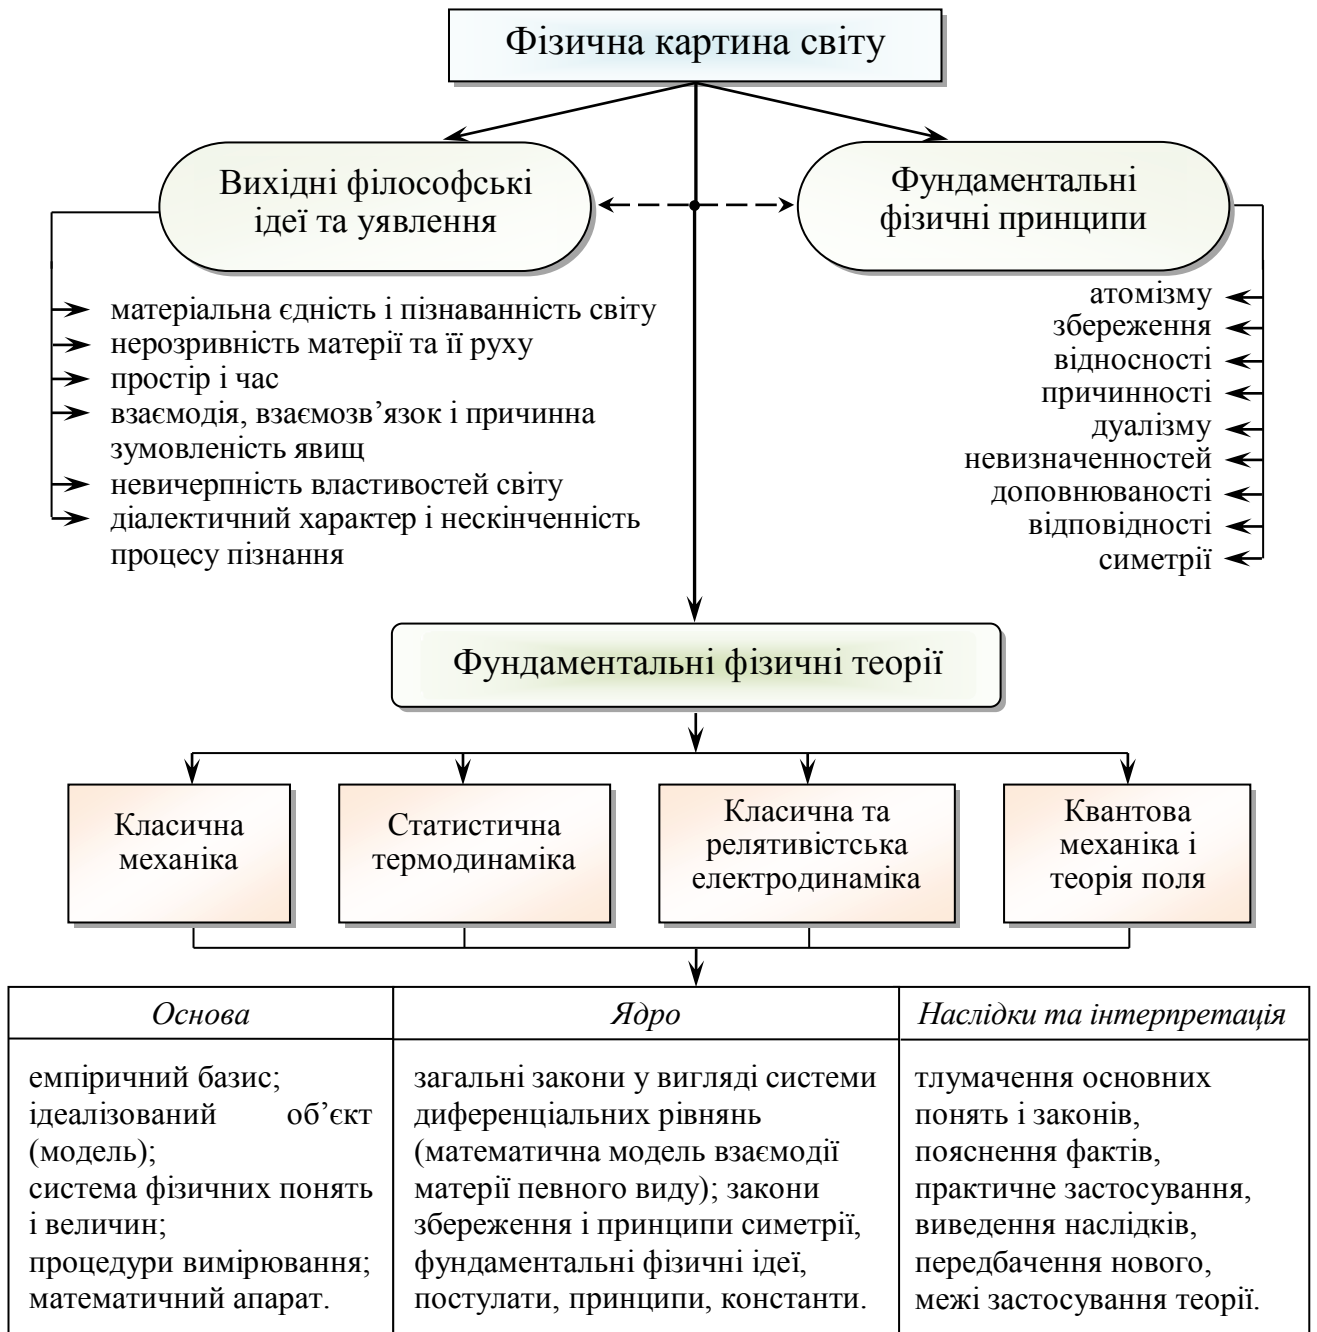 Фізична картина світу
Вихідні філософські
ідеї та уявлення
Фундаментальні
фізичні принципи
матеріальна єдність і пізнаванність світу
нерозривність матерії та її руху
простір і час
взаємодія, взаємозв’язок і причинна
зумовленість явищ
невичерпність властивостей світу
діалектичний характер і нескінченність
процесу пізнання
атомізму
збереження
відносності
причинності
дуалізму
невизначенностей
доповнюваності
відповідності
симетрії
Фундаментальні фізичні теорії
Класична
механіка
Статистична
термодинаміка
Класична та
релятивістська
електродинаміка
Квантова
механіка і
теорія поля
Основа
емпіричний базис;
ідеалізований об’єкт
(модель);
система фізичних понять
і величин;
процедури вимірювання;
математичний апарат.
Ядро
загальні закони у вигляді системи
диференціальних рівнянь
(математична модель взаємодії
матерії певного виду); закони
збереження і принципи симетрії,
фундаментальні фізичні ідеї,
постулати, принципи, константи.
Наслідки та інтерпретація
тлумачення основних
понять і законів,
пояснення фактів,
практичне застосування,
виведення наслідків,
передбачення нового,
межі застосування теорії.